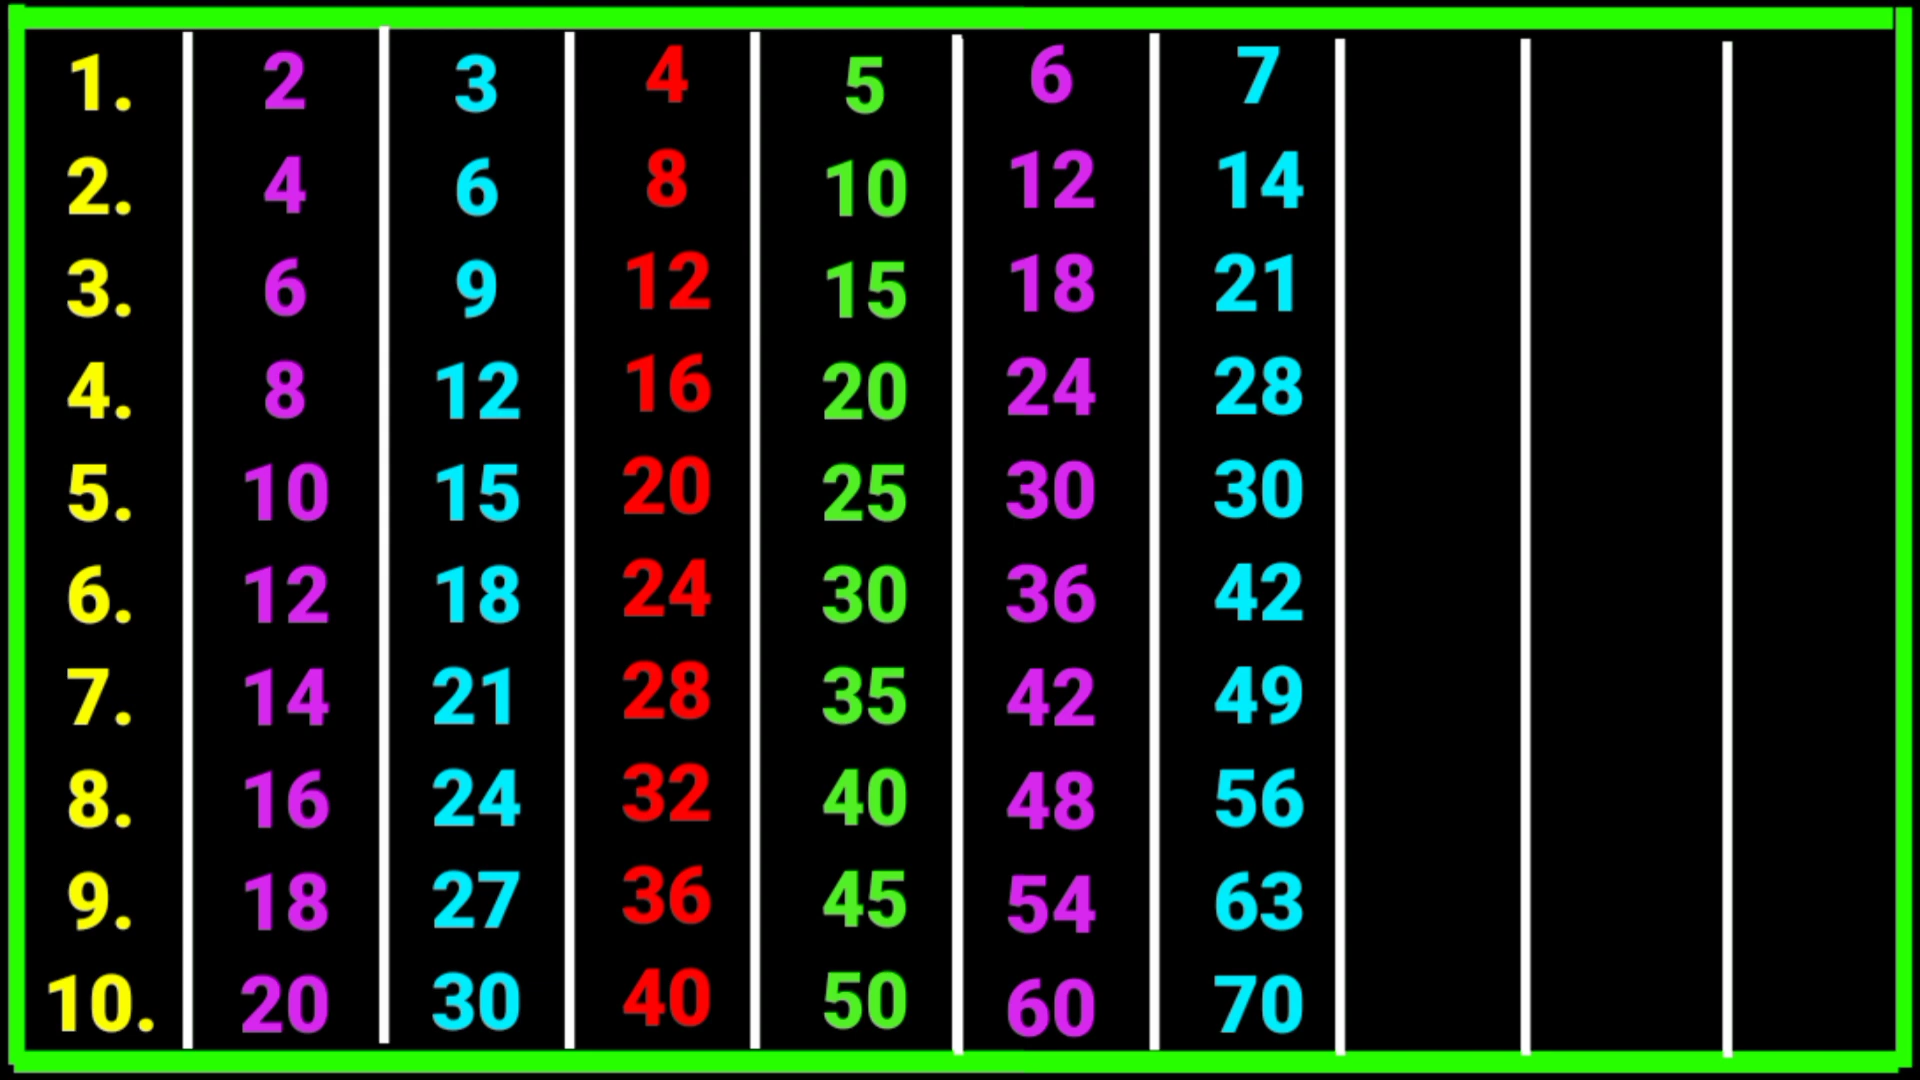 1. 2 3 4 5 6 7
2. 4 6 8 10 12 14
3. 6 9 12 15 18 21
4. 8 12 16 20 24 28
5. 10 15 20 25 30 30
6. 12 18 24 30 36 42
7. 14 21 28 35 42 49
8. 16 24 32 40 48 56
9. 18 27 36 45 54 63
10. 20 30 40 50 60 70